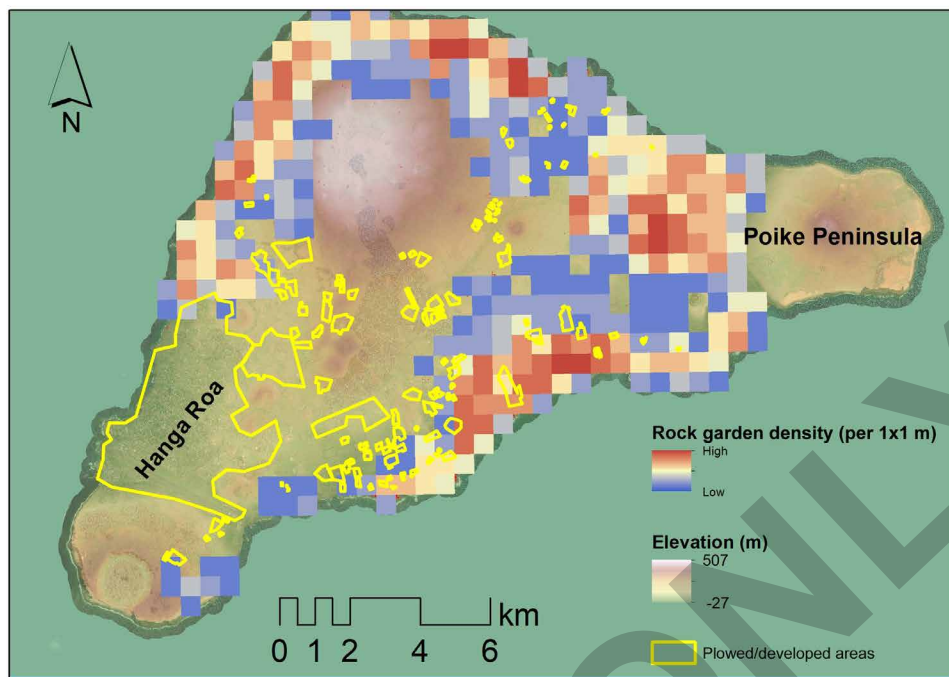 N
Poike Peninsula
Hanga Roa
Rock garden density (per 1x1 m)
High
Low
Elevation (m)
507
-27
Plowed/developed areas
km
0 1 2 4 6
ONLY